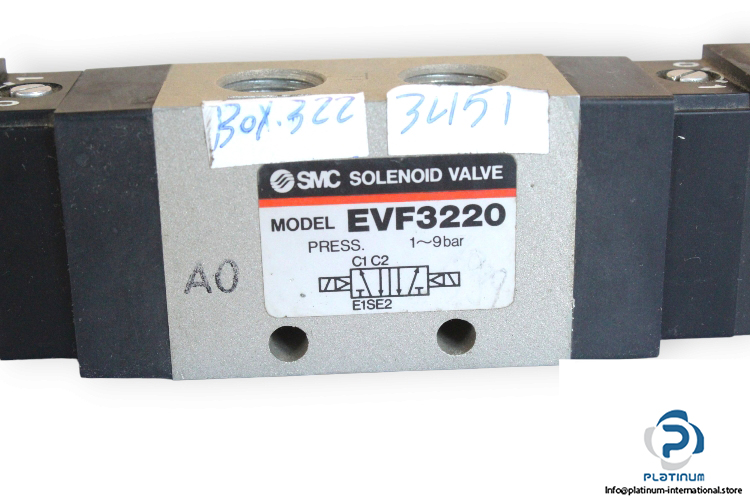 Box.322
34151
SMC SOLENOID VALVE
MODEL EVF3220
PRESS. 1~9bar
C1 C2
E1SE2
A0
PLATINUM
Info@platinum-international.store